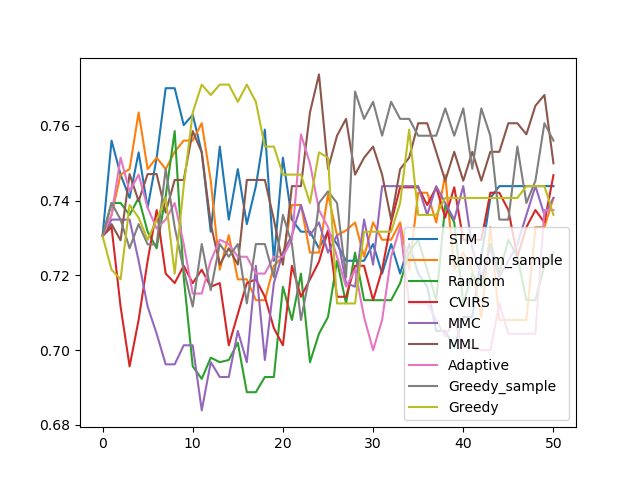 0.76
0.74
0.72
0.70
0.68
0 10 20 30 40 50
STM
Random_sample
Random
CVIRS
MMC
MML
Adaptive
Greedy_sample
Greedy